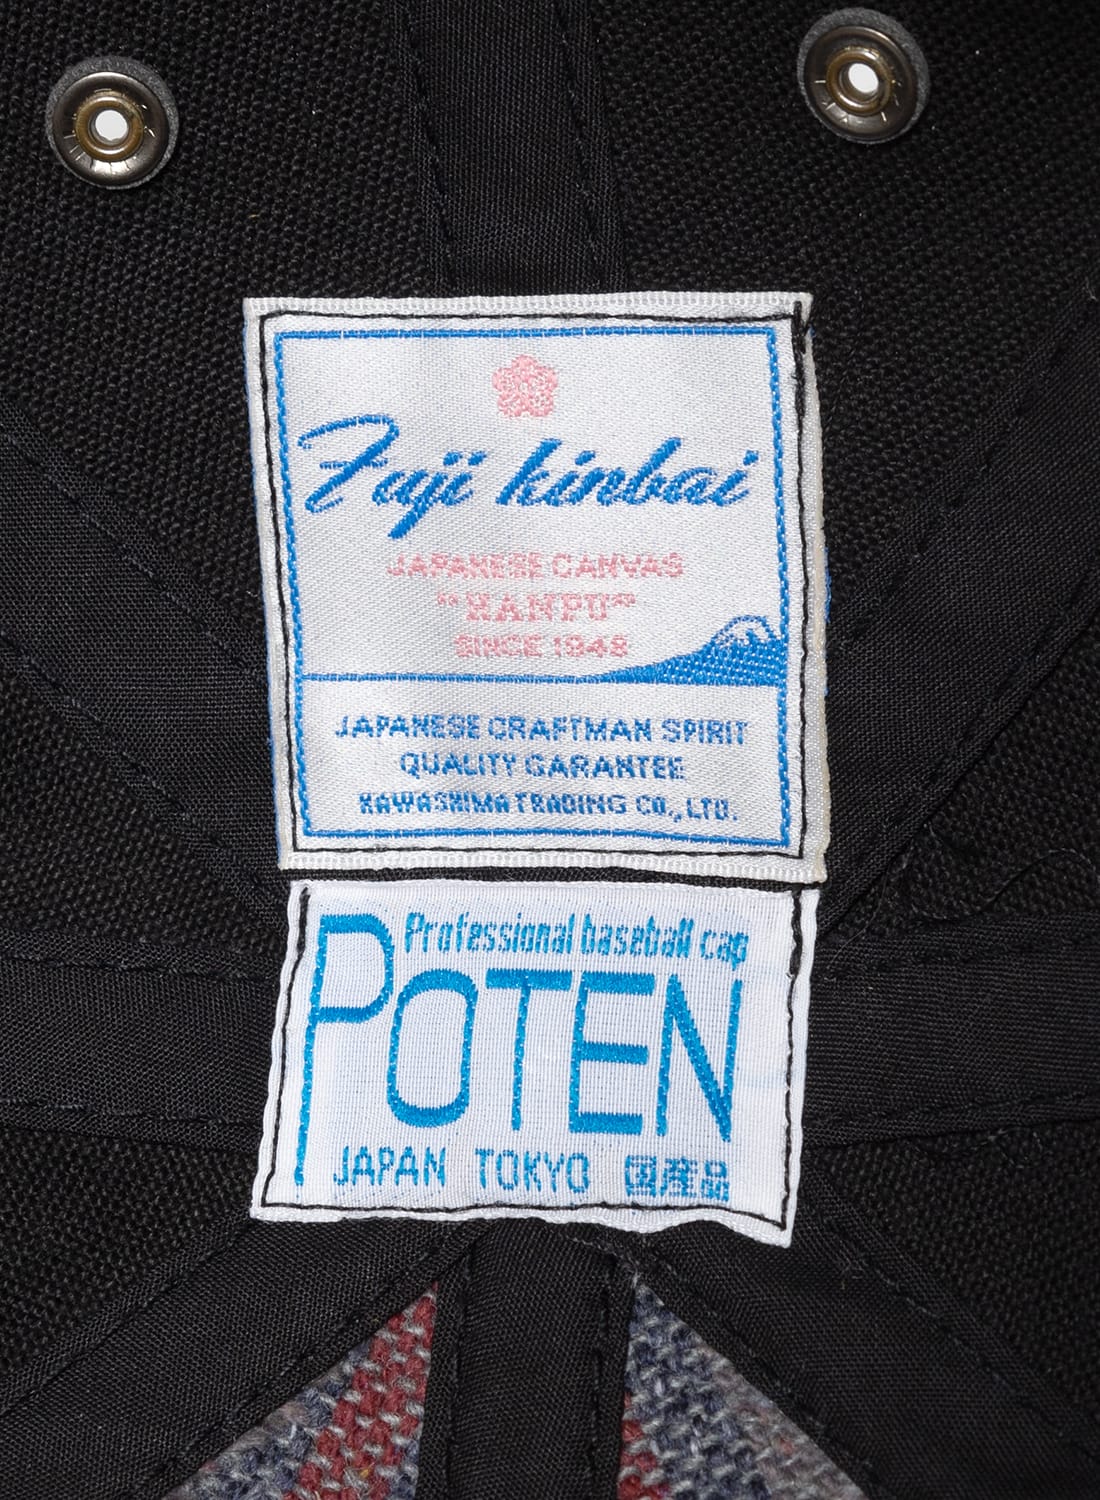 Fuji kinbai
JAPANESE CANVAS
"HANPU"
SINCE 1948
JAPANESE CRAFTMAN SPIRIT
QUALITY GARANTEE
KAWASHIMA TRADING CO., LTD.
Professional baseball cap
POTEN
JAPAN TOKYO 国産品